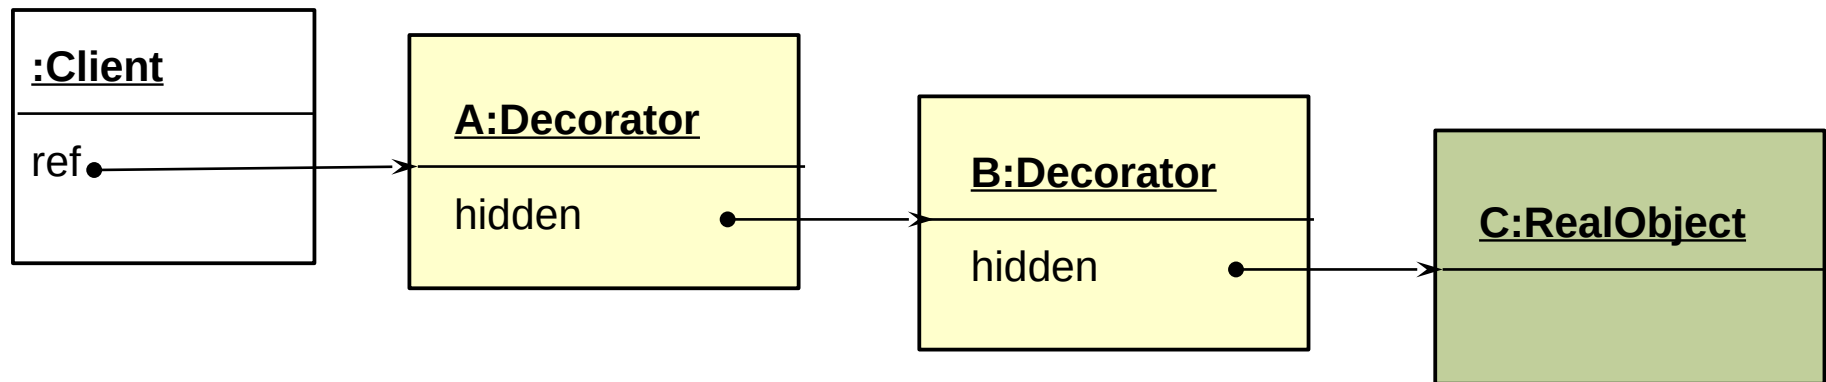 :Client
ref
A:Decorator
hidden
B:Decorator
hidden
C:RealObject